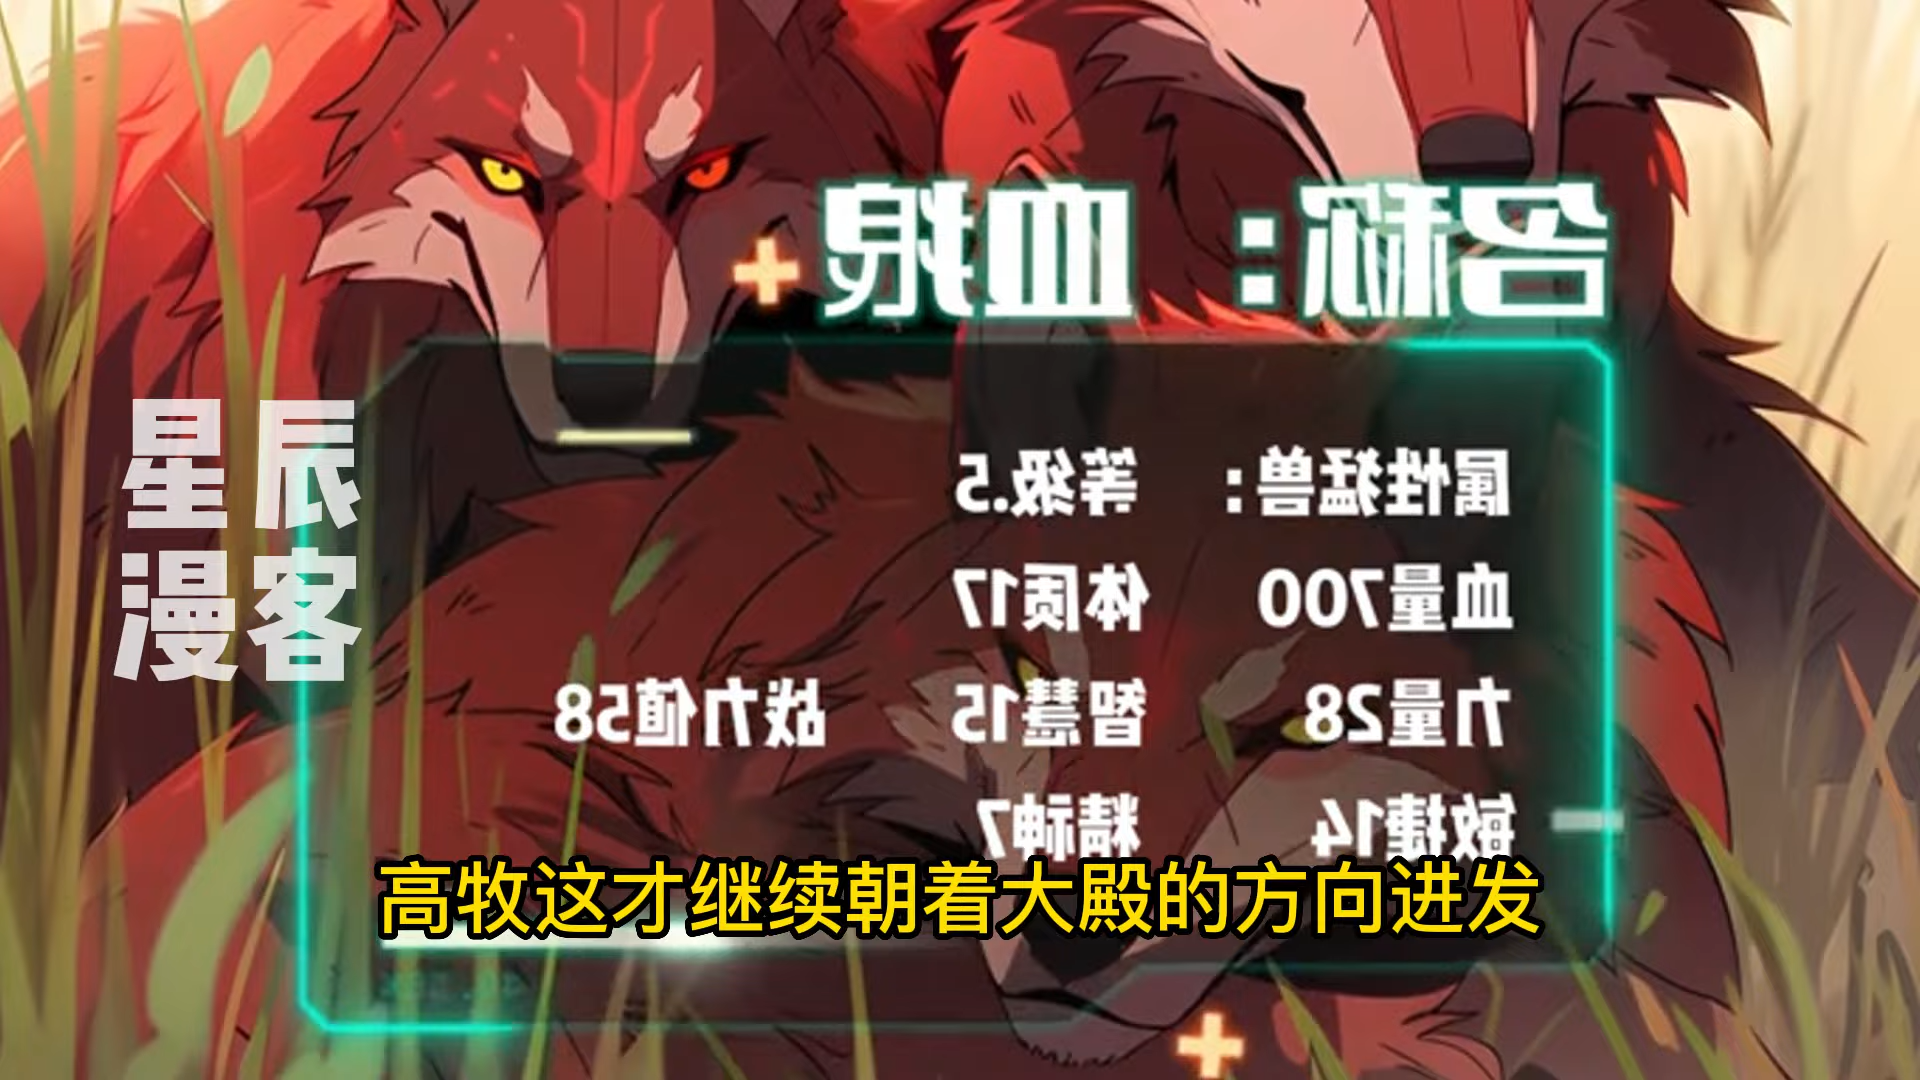 名称：血狼
属性猛兽：等级.5
血量700 体质17
力量28 智慧15 战力值58
敏捷14 精神7
星辰
漫客
高牧这才继续朝着大殿的方向进发